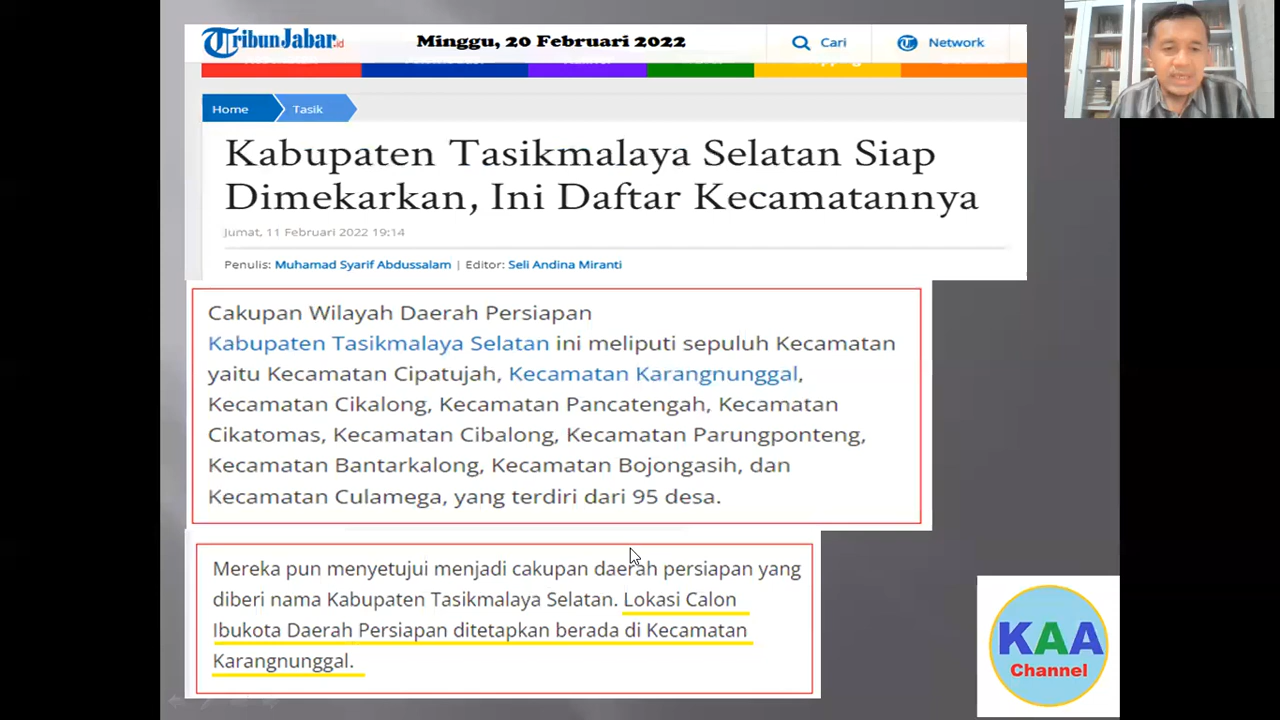 TribunJabar.id
Minggu, 20 Februari 2022
Cari
Network
Home
Tasik
Kabupaten Tasikmalaya Selatan Siap
Dimekarkan, Ini Daftar Kecamatannya
Jumat, 11 Februari 2022 19:14
Penulis: Muhamad Syarif Abdussalam | Editor: Seli Andina Miranti
Cakupan Wilayah Daerah Persiapan
Kabupaten Tasikmalaya Selatan ini meliputi sepuluh Kecamatan
yaitu Kecamatan Cipatujah, Kecamatan Karangnunggal,
Kecamatan Cikalong, Kecamatan Pancatengah, Kecamatan
Cikatomas, Kecamatan Cibalong, Kecamatan Parungponteng,
Kecamatan Bantarkalong, Kecamatan Bojongasih, dan
Kecamatan Culamega, yang terdiri dari 95 desa.
Mereka pun menyetujui menjadi cakupan daerah persiapan yang
diberi nama Kabupaten Tasikmalaya Selatan. Lokasi Calon
Ibukota Daerah Persiapan ditetapkan berada di Kecamatan
Karangnunggal.
KAA
Channel